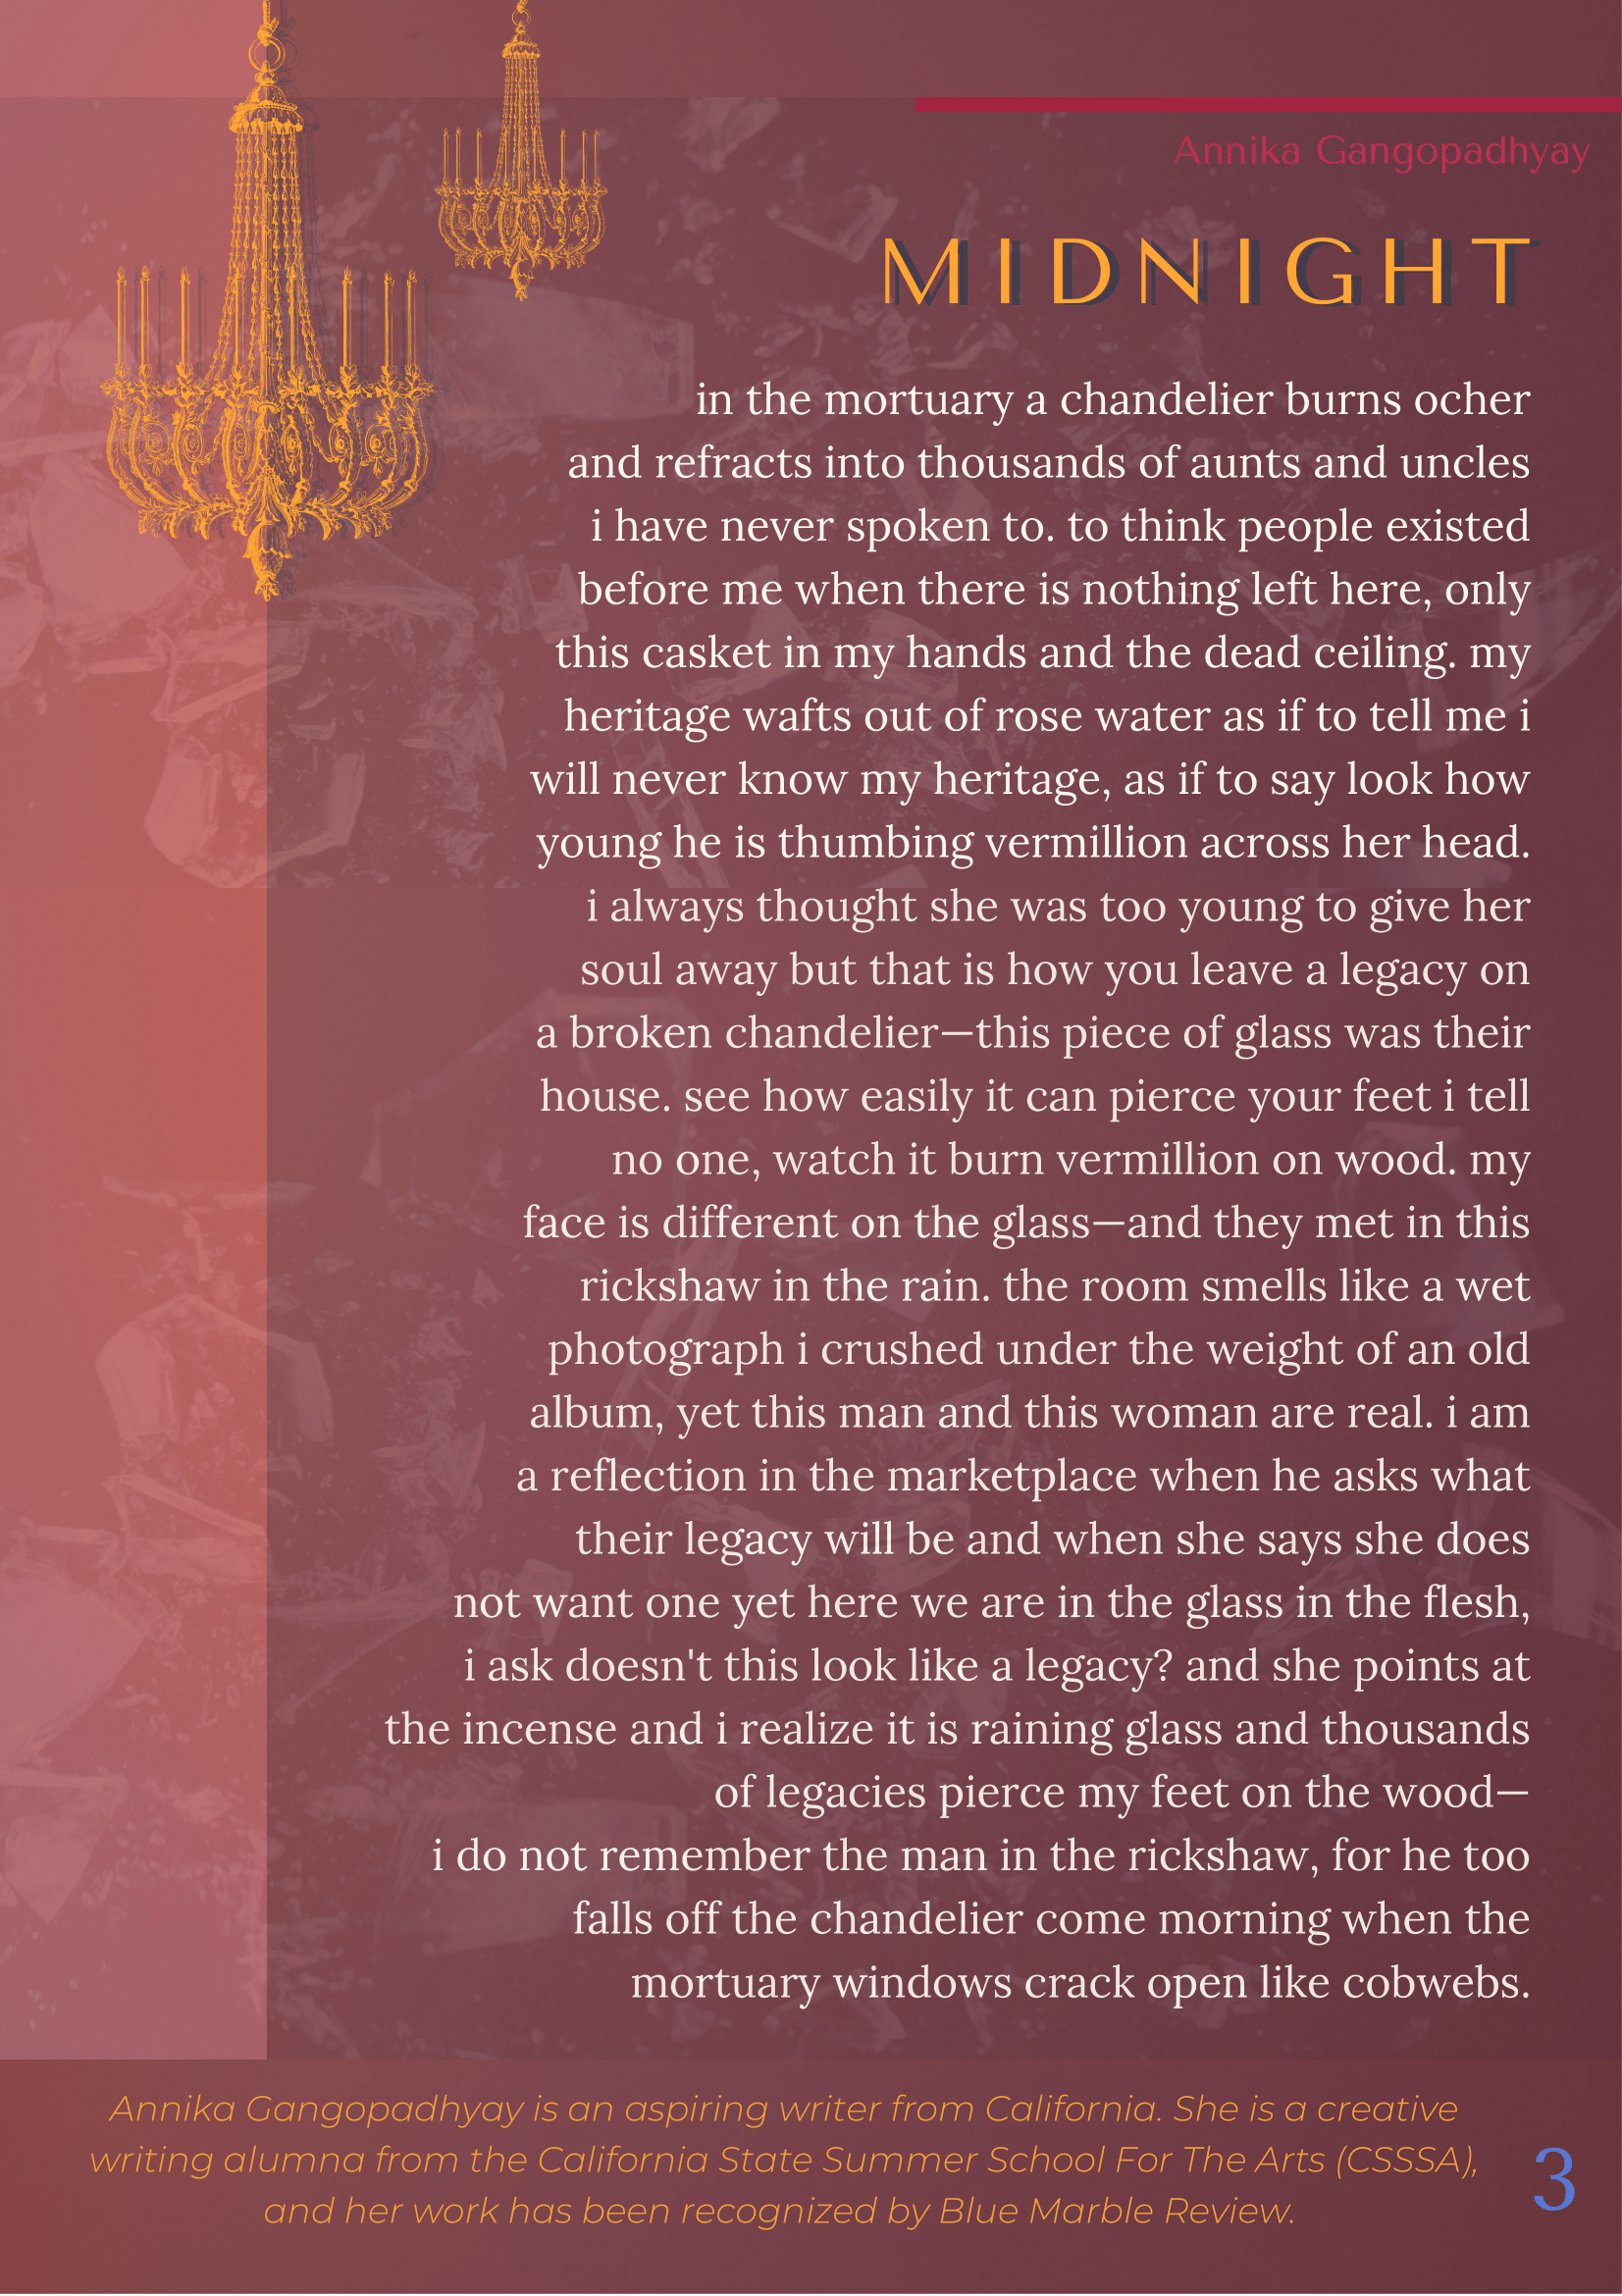 Annika Gangopadhyay
MIDNIGHT
in the mortuary a chandelier burns ocher
and refracts into thousands of aunts and uncles
i have never spoken to. to think people existed
before me when there is nothing left here, only
this casket in my hands and the dead ceiling. my
heritage wafts out of rose water as if to tell me i
will never know my heritage, as if to say look how
young he is thumbing vermillion across her head.
i always thought she was too young to give her
soul away but that is how you leave a legacy on
a broken chandelier—this piece of glass was their
house. see how easily it can pierce your feet i tell
no one, watch it burn vermillion on wood. my
face is different on the glass—and they met in this
rickshaw in the rain. the room smells like a wet
photograph i crushed under the weight of an old
album, yet this man and this woman are real. i am
a reflection in the marketplace when he asks what
their legacy will be and when she says she does
not want one yet here we are in the glass in the flesh,
i ask doesn't this look like a legacy? and she points at
the incense and i realize it is raining glass and thousands
of legacies pierce my feet on the wood—
i do not remember the man in the rickshaw, for he too
falls off the chandelier come morning when the
mortuary windows crack open like cobwebs.
Annika Gangopadhyay is an aspiring writer from California. She is a creative
writing alumna from the California State Summer School For The Arts (CSSSA),
and her work has been recognized by Blue Marble Review.
3